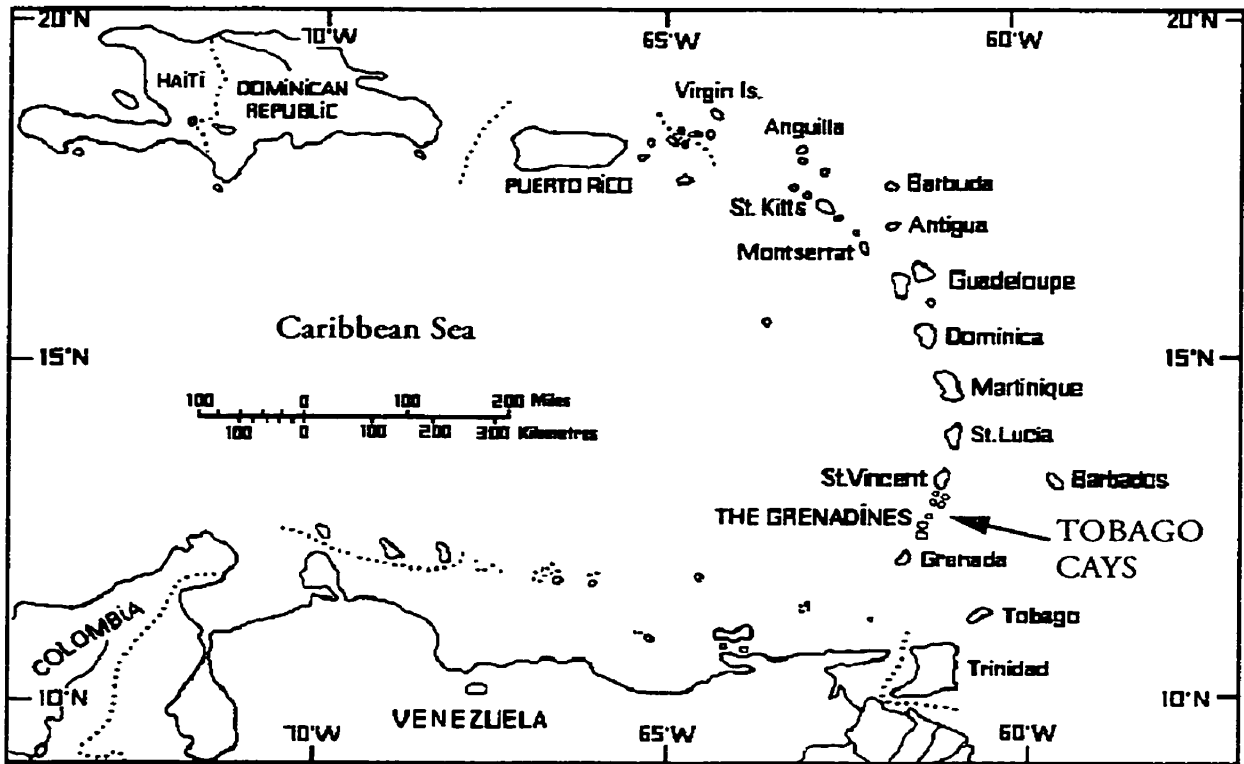 20°N
70°W
65°W
60°W
20°N
HAITI
DOMINICAN
REPUBLIC
Virgin Is.
Anguilla
PUERTO RICO
Barbuda
St. Kitts
Antigua
Montserrat
Guadeloupe
Caribbean Sea
Dominica
15°N
15°N
Martinique
100 0 100 200 Miles
100 0 100 200 300 Kilometres
St. Lucia
St. Vincent
Barbados
THE GRENADINES
TOBAGO
CAYS
Grenada
COLOMBIA
Tobago
Trinidad
10°N
10°N
VENEZUELA
70°W
65°W
60°W